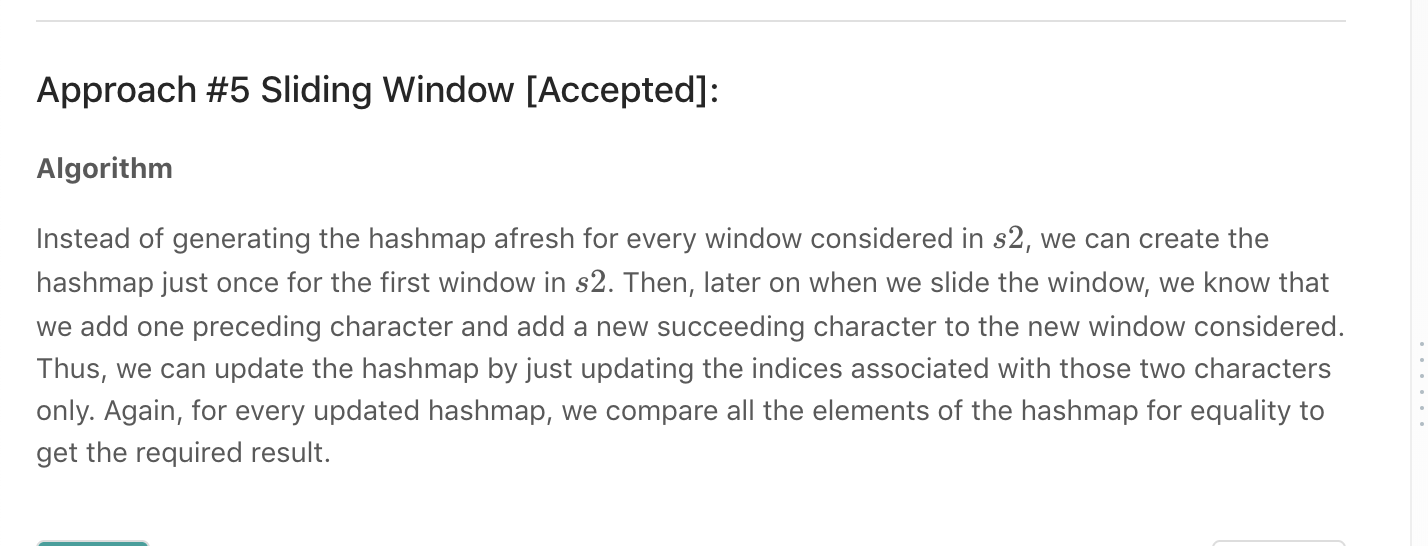 Approach #5 Sliding Window [Accepted]:
Algorithm
Instead of generating the hashmap afresh for every window considered in s2, we can create the
hashmap just once for the first window in s2. Then, later on when we slide the window, we know that
we add one preceding character and add a new succeeding character to the new window considered.
Thus, we can update the hashmap by just updating the indices associated with those two characters
only. Again, for every updated hashmap, we compare all the elements of the hashmap for equality to
get the required result.